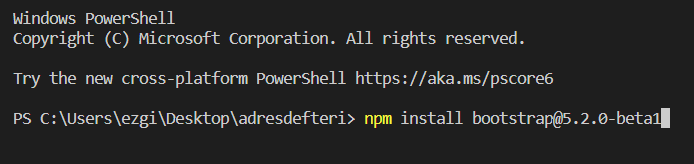 Windows PowerShell
Copyright (C) Microsoft Corporation. All rights reserved.
Try the new cross-platform PowerShell https://aka.ms/pscore6
PS C:\Users\ezgi\Desktop\adresdefteri> npm install bootstrap@5.2.0-beta1